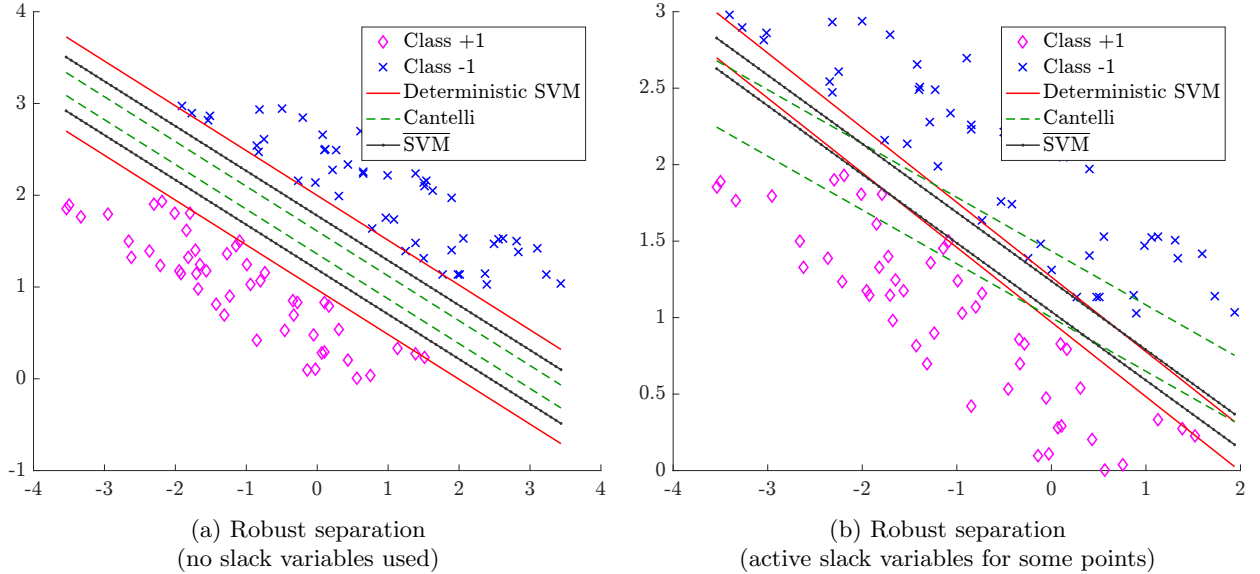 4
3
2
1
0
-1
-4
-3
-2
-1
0
1
2
3
4
Class +1
Class -1
Deterministic SVM
Cantelli
SVM
(a) Robust separation
(no slack variables used)
3
2.5
2
1.5
1
0.5
0
-4
-3
-2
-1
0
1
2
Class +1
Class -1
Deterministic SVM
Cantelli
SVM
(b) Robust separation
(active slack variables for some points)